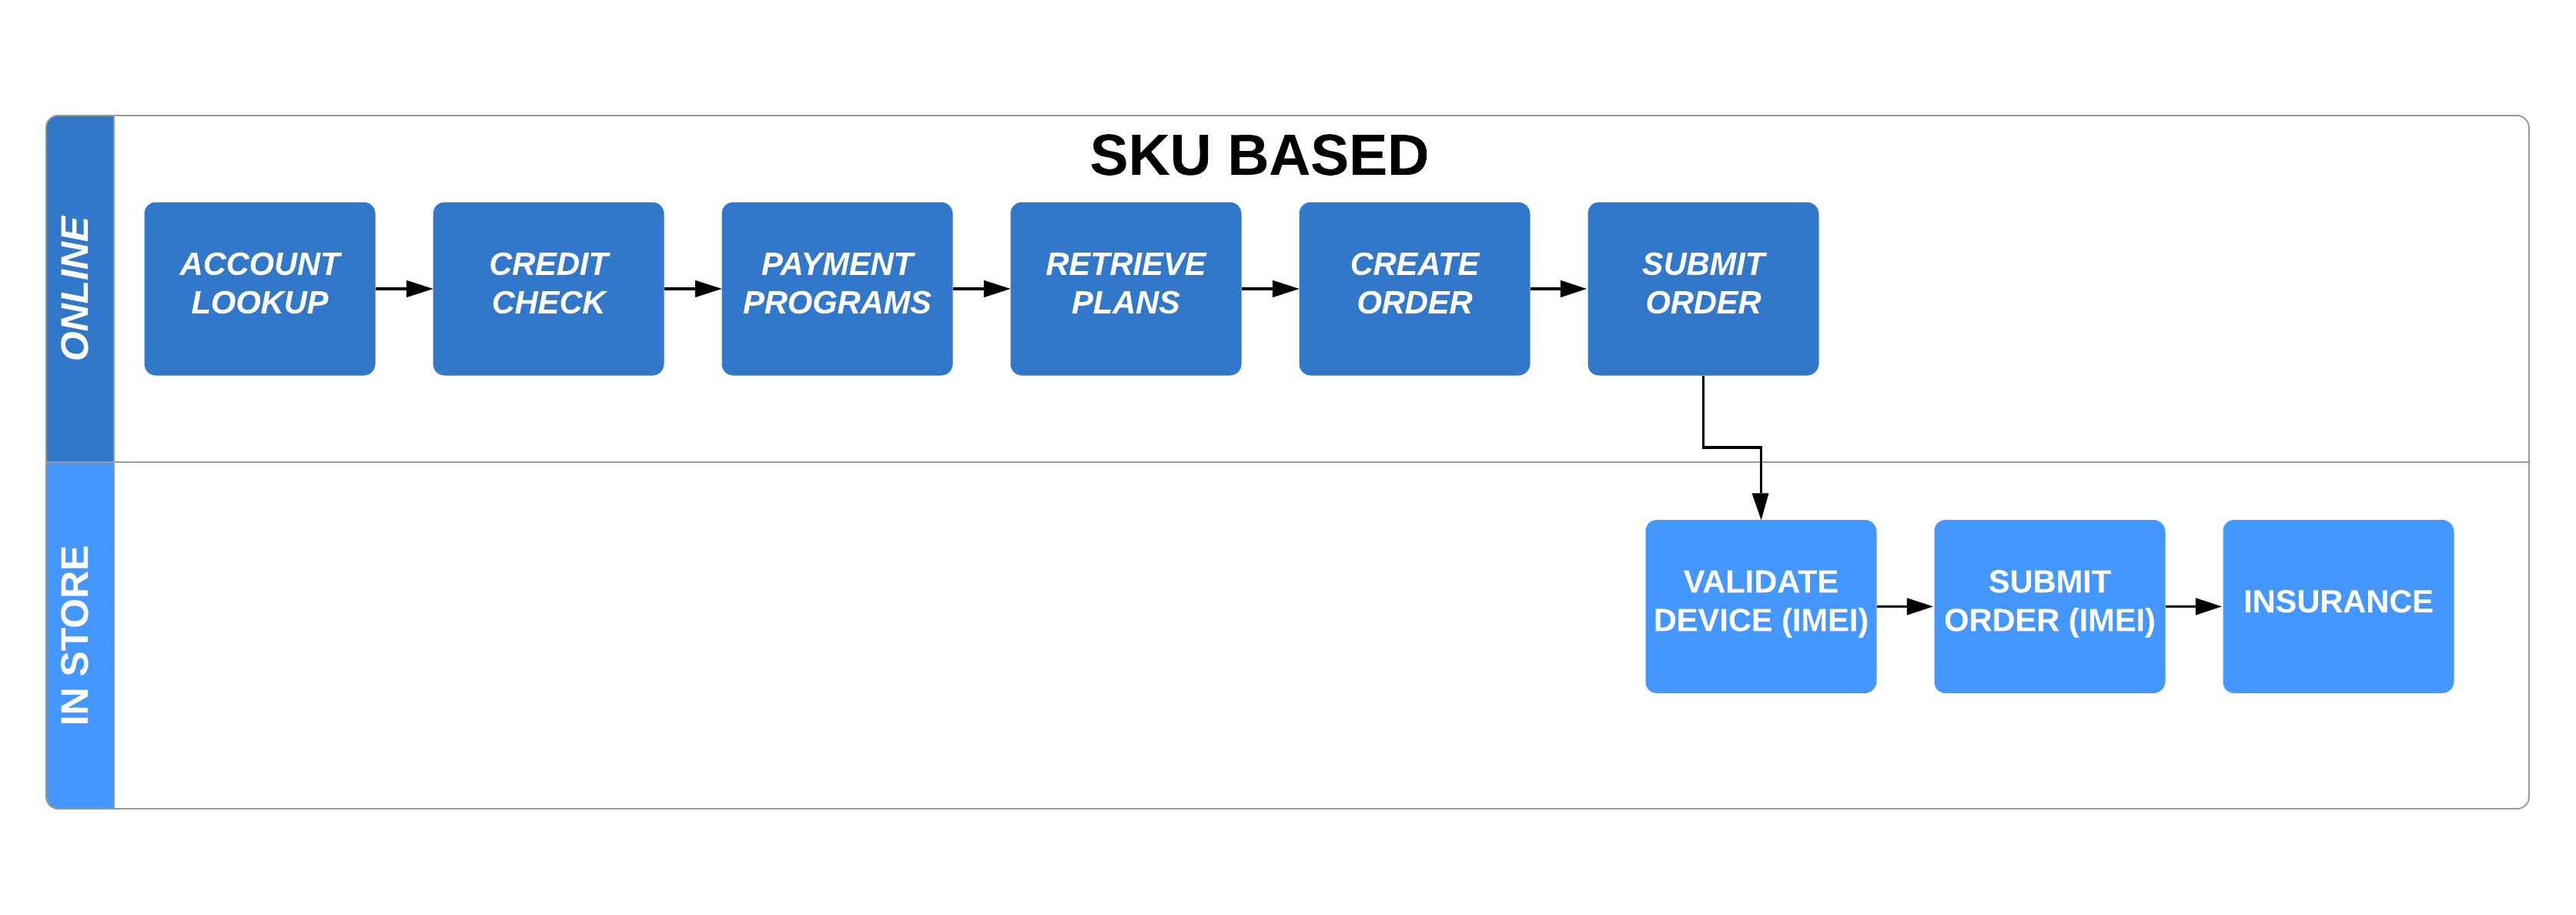 SKU BASED
ONLINE
ACCOUNT
LOOKUP
CREDIT
CHECK
PAYMENT
PROGRAMS
RETRIEVE
PLANS
CREATE
ORDER
SUBMIT
ORDER
IN STORE
VALIDATE
DEVICE (IMEI)
SUBMIT
ORDER (IMEI)
INSURANCE